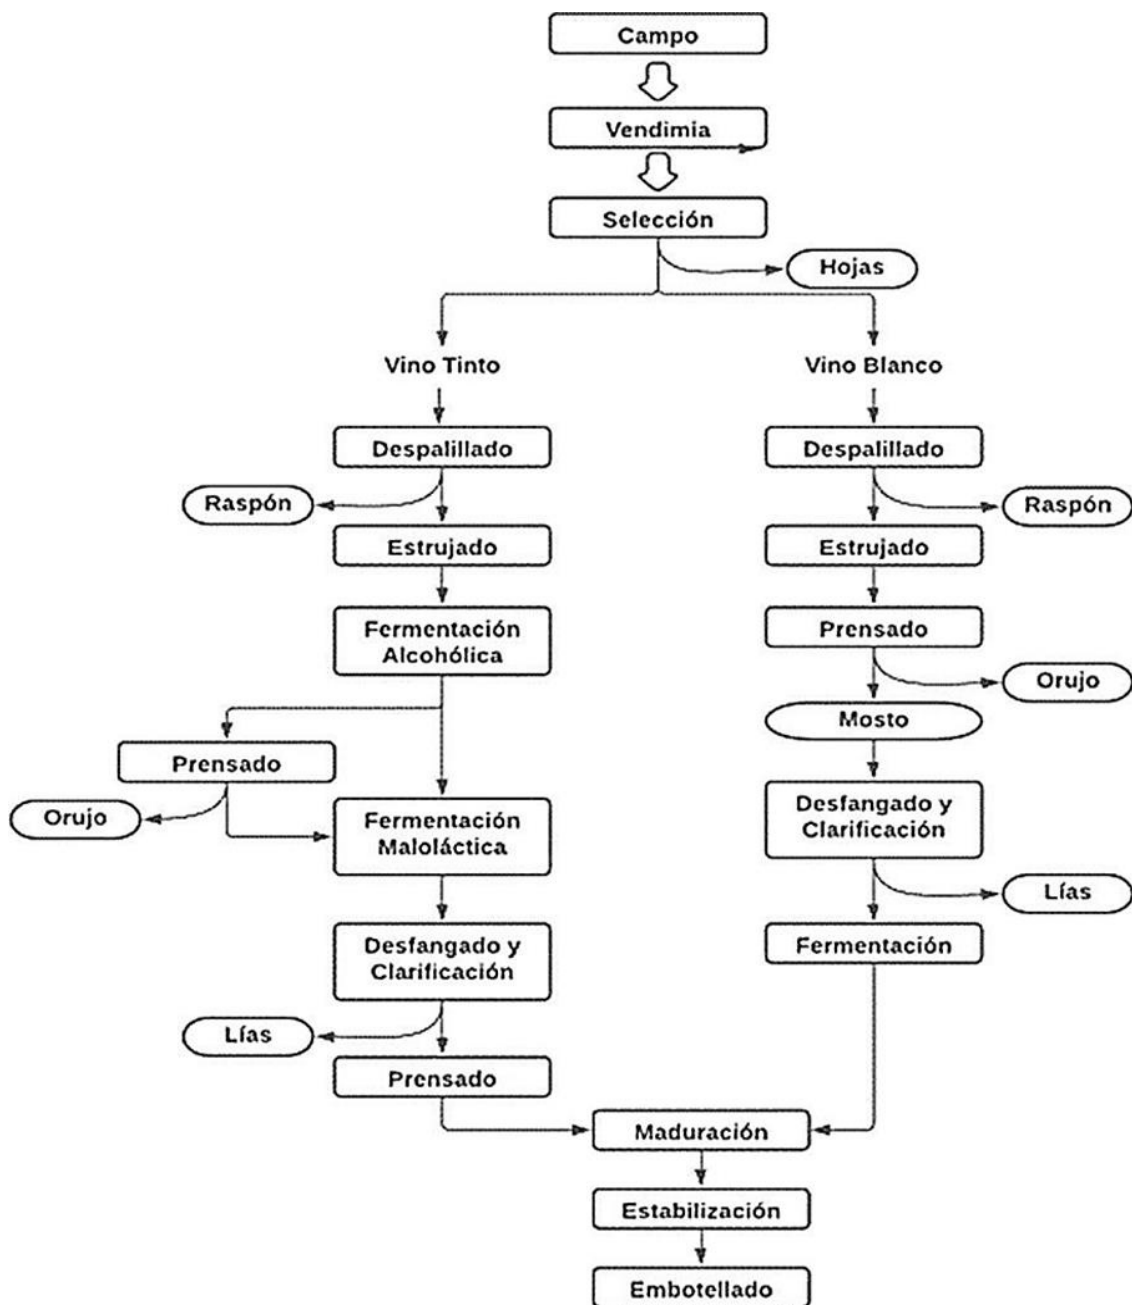 Campo
Vendimia
Selección
Hojas
Vino Tinto
Vino Blanco
Despalillado
Despalillado
Raspón
Raspón
Estrujado
Estrujado
Fermentación
Alcohólica
Prensado
Orujo
Mosto
Prensado
Orujo
Fermentación
Maloláctica
Desfangado y
Clarificación
Lías
Desfangado y
Clarificación
Fermentación
Lías
Prensado
Maduración
Estabilización
Embotellado